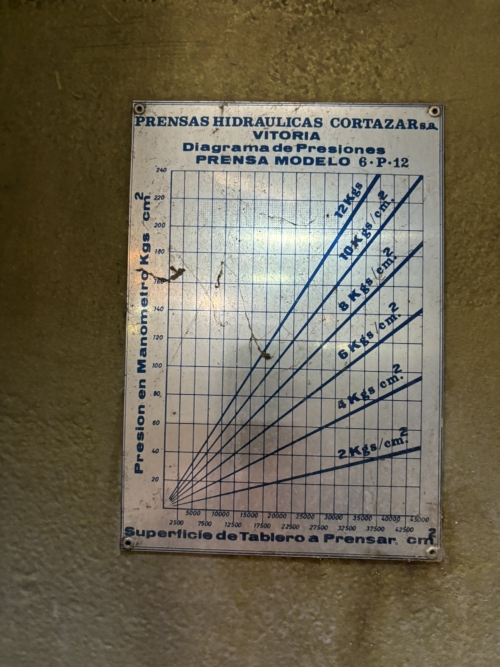 PRENSAS HIDRAULICAS CORTAZAR s.a.
VITORIA
Diagrama de Presiones
PRENSA MODELO 6·P·12
Presion en Manometro Kgs/cm.2
240
220
200
180
160
140
120
100
80
60
40
20
12 Kgs
10 Kgs/cm.2
8 Kgs/cm.2
6 Kgs/cm.2
4 Kgs/cm.2
2 Kgs/cm.2
5000 10000 15000 20000 25000 30000 35000 40000 45000
2500 7500 12500 17500 22500 27500 32500 37500 42500
Superficie de Tablero a Prensar. cm2